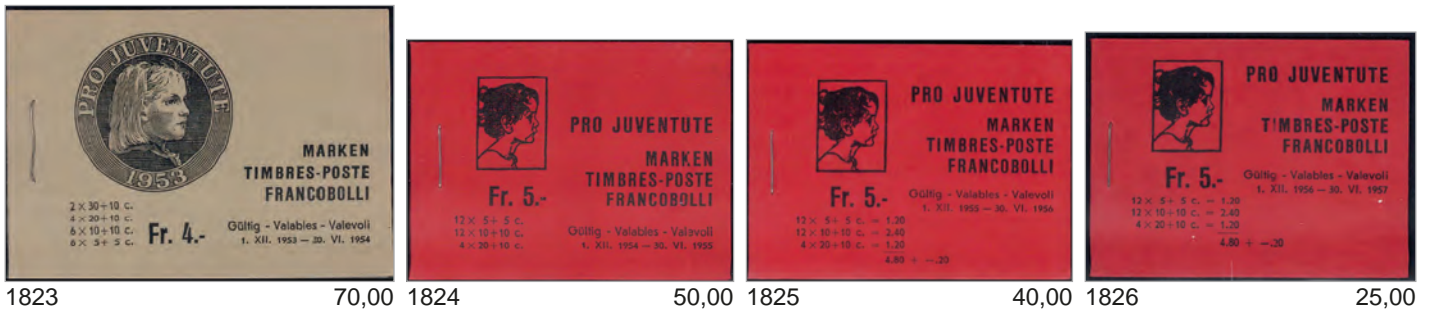 PRO JUVENTUTE
1953
MARKEN
TIMBRES-POSTE
FRANCOBOLLI
2 × 30 + 10 c.
4 × 20 + 10 c.
6 × 10 + 10 c.
6 × 5 + 5 c.
Fr. 4.-
Gültig - Valables - Valevoli
1. XII. 1953 — 30. VI. 1954
1823 70,00
PRO JUVENTUTE
MARKEN
TIMBRES-POSTE
FRANCOBOLLI
Fr. 5.-
12 × 5 + 5 c.
12 × 10 + 10 c.
4 × 20 + 10 c.
Gültig - Valables - Valevoli
1. XII. 1954 — 30. VI. 1955
1824 50,00
PRO JUVENTUTE
MARKEN
TIMBRES-POSTE
FRANCOBOLLI
Fr. 5.-
Gültig - Valables - Valevoli
1. XII. 1955 — 30. VI. 1956
12 × 5 + 5 c. = 1.20
12 × 10 + 10 c. = 2.40
4 × 20 + 10 c. = 1.20
4.80 + —.20
1825 40,00
PRO JUVENTUTE
MARKEN
TIMBRES-POSTE
FRANCOBOLLI
Fr. 5.-
Gültig - Valables - Valevoli
1. XII. 1956 — 30. VI. 1957
12 × 5 + 5 c. = 1.20
12 × 10 + 10 c. = 2.40
4 × 20 + 10 c. = 1.20
4.80 + —.20
1826 25,00